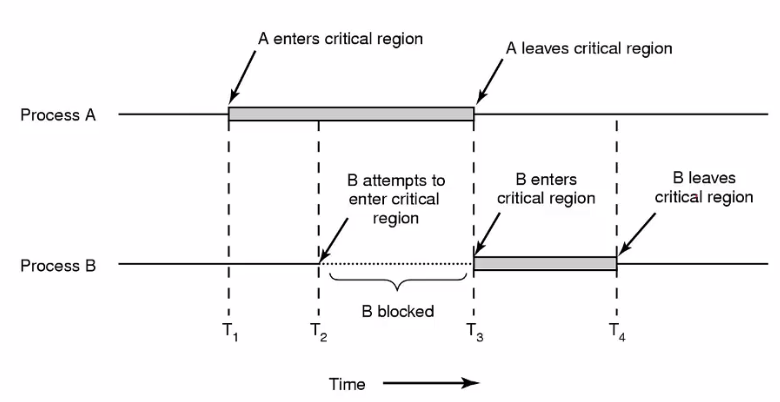 A enters critical region
A leaves critical region
Process A
B attempts to
enter critical
region
B enters
critical region
B leaves
critical region
Process B
B blocked
T1
T2
T3
T4
Time